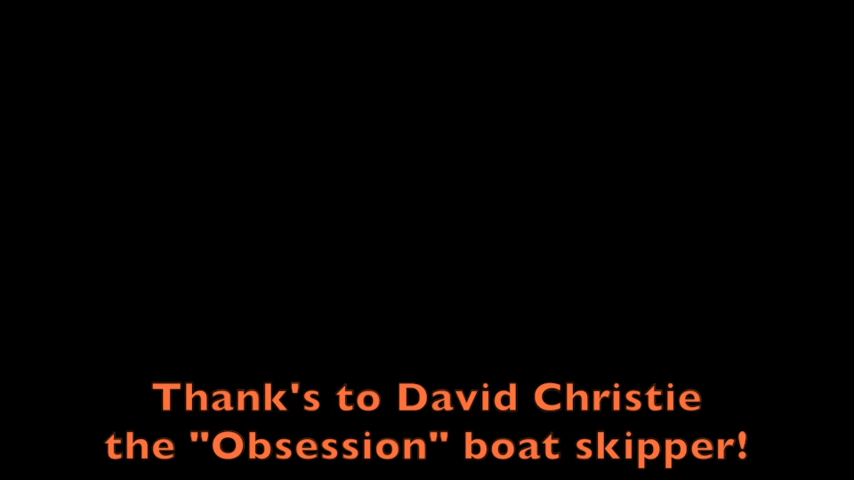 Thank's to David Christie
the "Obsession" boat skipper!